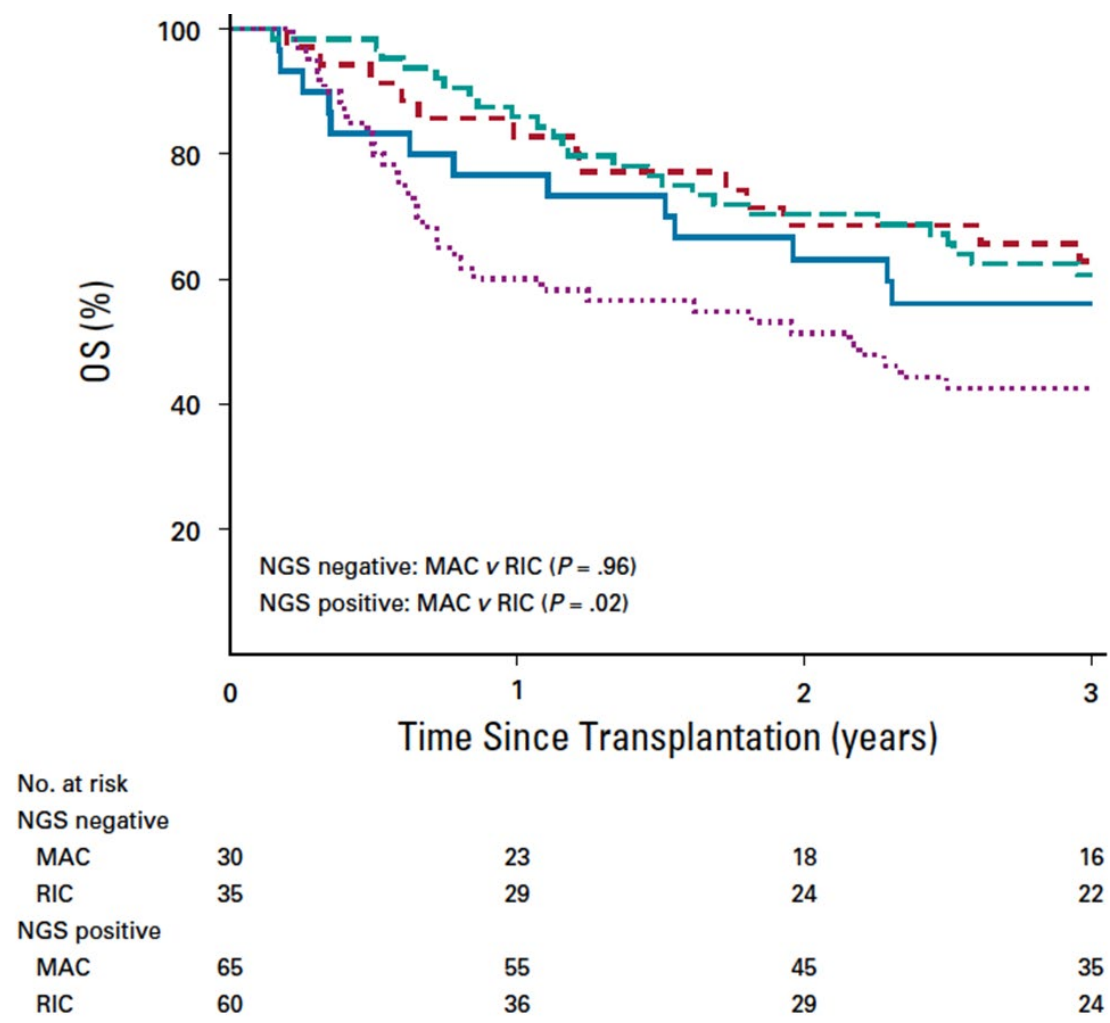 100
80
60
40
20
OS (%)
NGS negative: MAC v RIC (P = .96)
NGS positive: MAC v RIC (P = .02)
0 1 2 3
Time Since Transplantation (years)
No. at risk
NGS negative
MAC 30 23 18 16
RIC 35 29 24 22
NGS positive
MAC 65 55 45 35
RIC 60 36 29 24